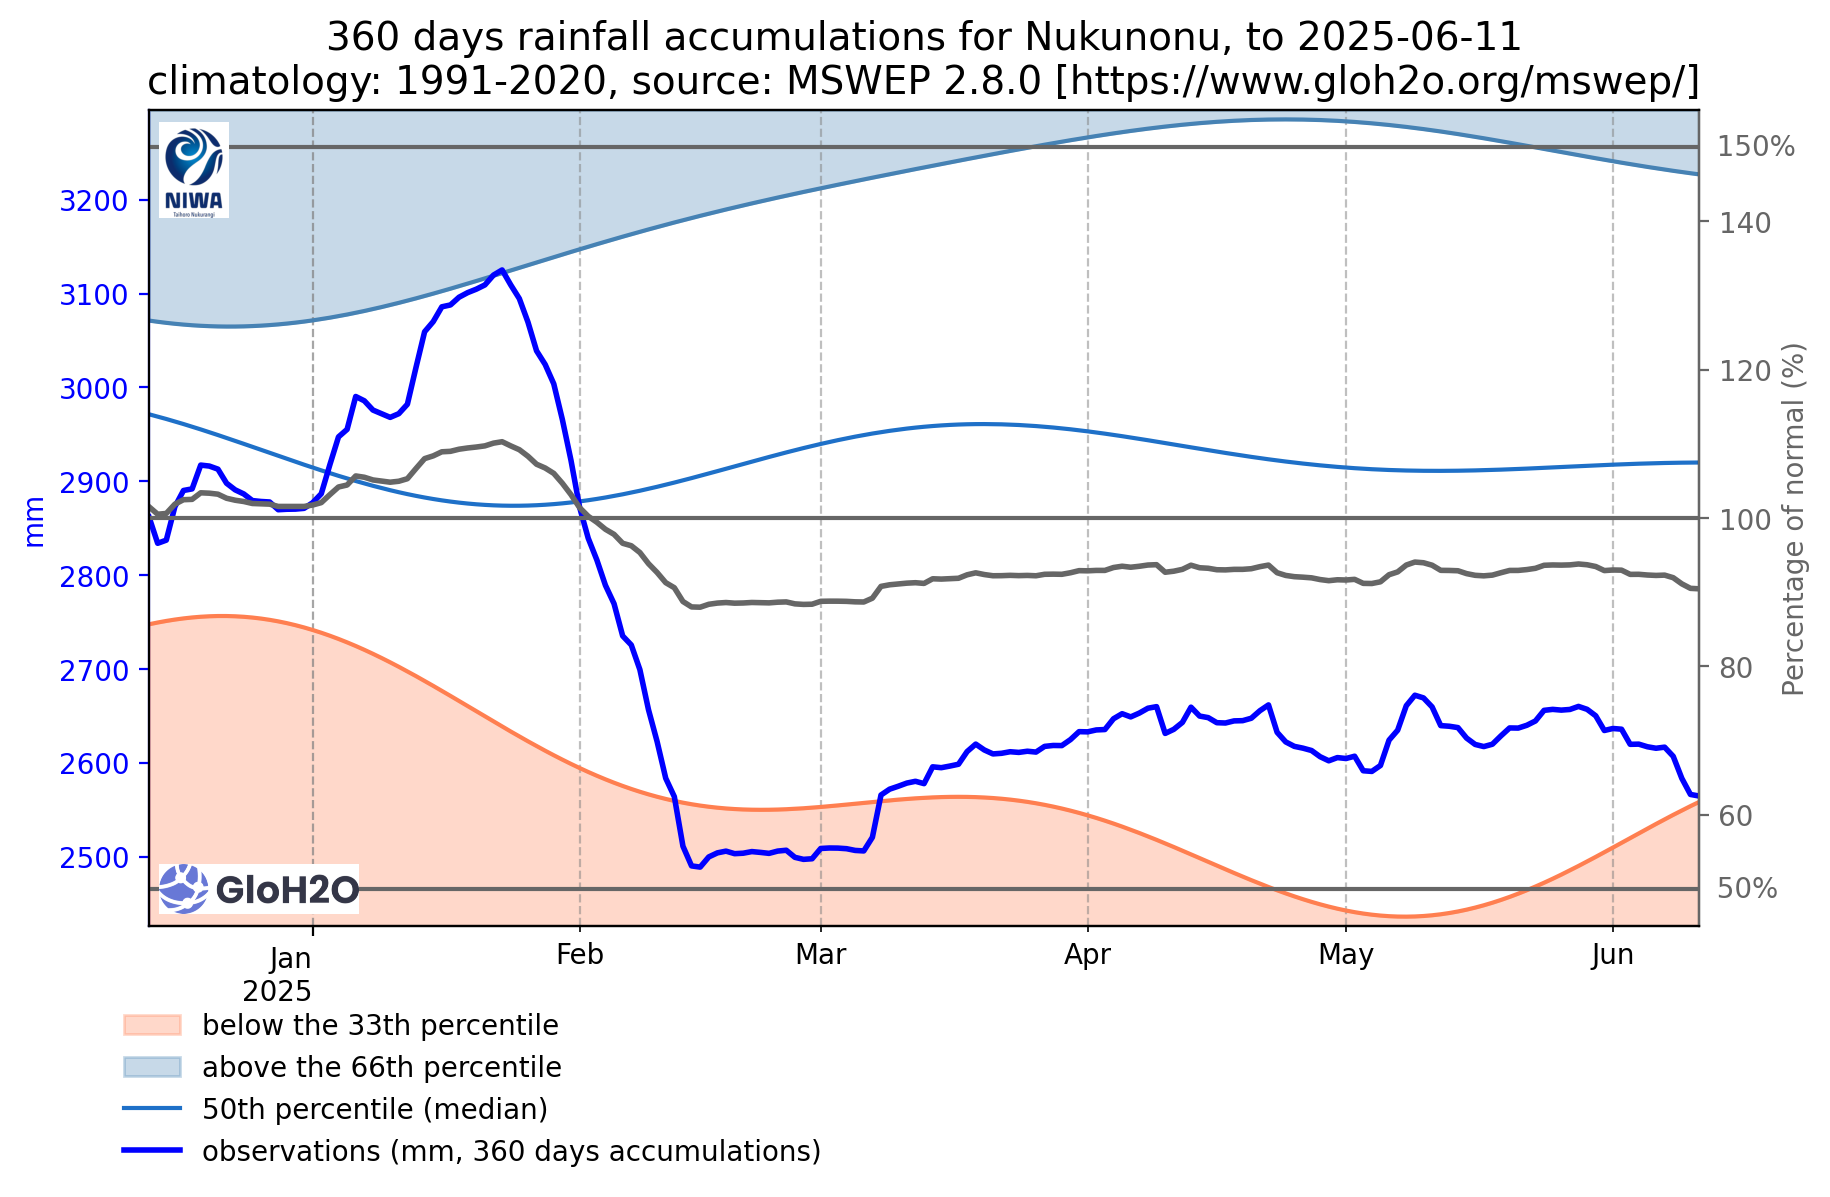 360 days rainfall accumulations for Nukunonu, to 2025-06-11
climatology: 1991-2020, source: MSWEP 2.8.0 [https://www.gloh2o.org/mswep/]
NIWA
Taihoro Nukurangi
150%
3200
140
3100
3000
120
2900
100
2800
2700
80
2600
60
2500
50%
mm
Percentage of normal (%)
GloH2O
Jan
2025
Feb
Mar
Apr
May
Jun
below the 33th percentile
above the 66th percentile
50th percentile (median)
observations (mm, 360 days accumulations)